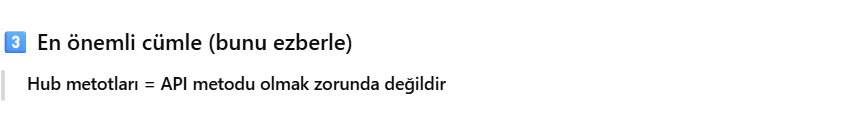 3️⃣ En önemli cümle (bunu ezberle)
Hub metotları = API metodu olmak zorunda değildir